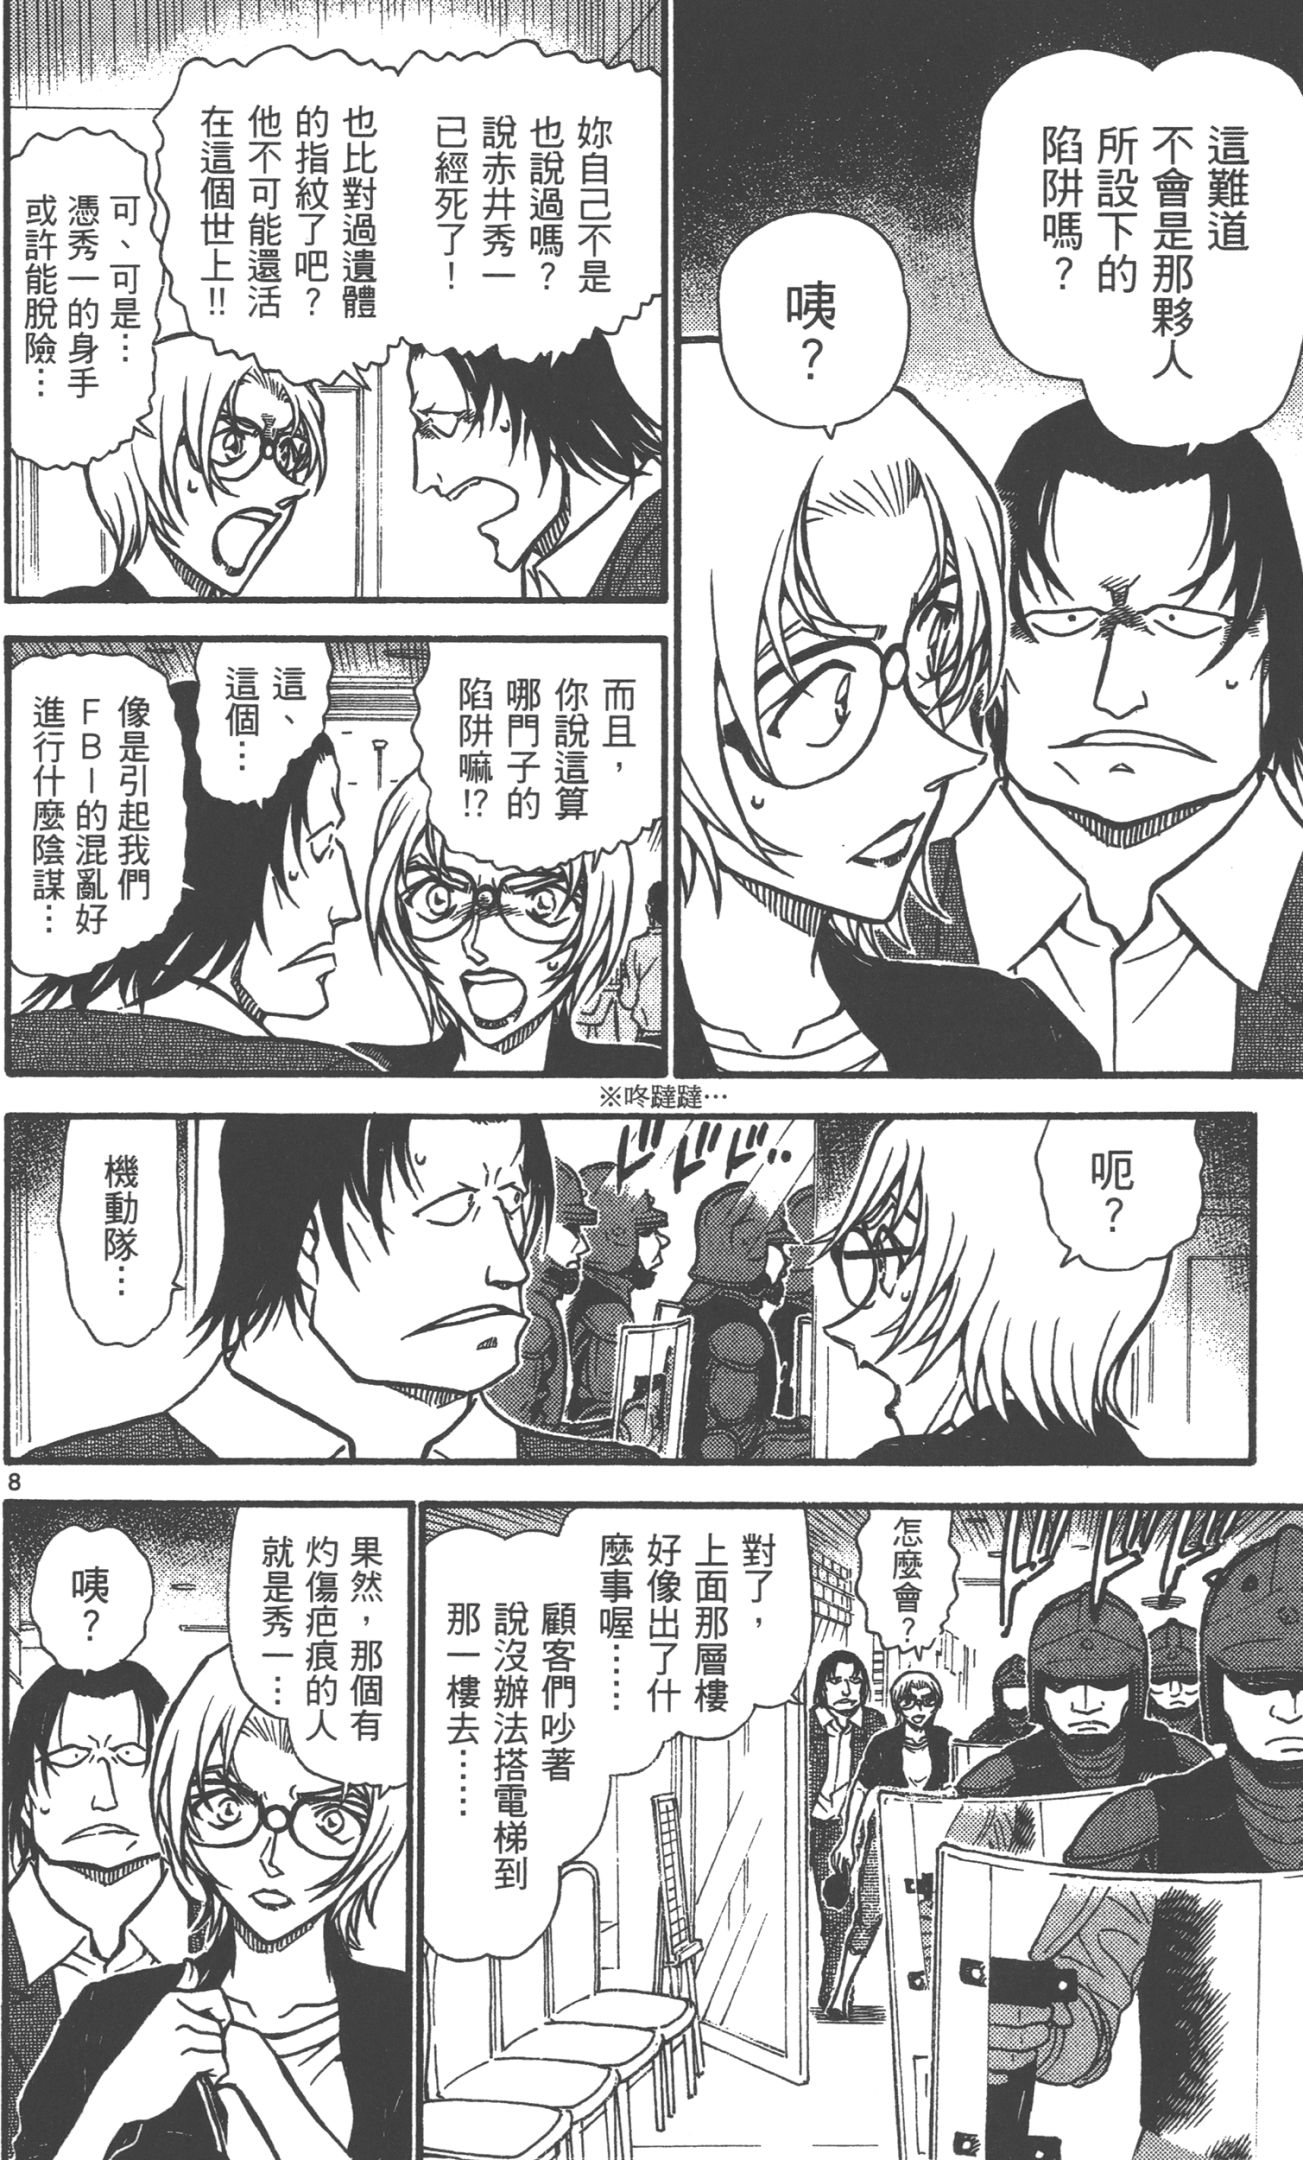 這難道
不會是那夥人
所設下的
陷阱嗎？
咦？
妳自己不是
也說過嗎？
說赤井秀一
已經死了！
也比對過遺體
的指紋了吧？
他不可能還活
在這個世上!!
可、可是…
憑秀一的身手
或許能脫險…
而且，
你說這算
哪門子的
陷阱嘛!?
這、
這個…
像是引起我們
FBI的混亂好
進行什麼陰謀…
※咚躂躂…
呃？
ドドド..
機動隊…
8
ドドド
怎麼會？
對了，
上面那層樓
好像出了什
麼事喔……
顧客們吵著
說沒辦法搭電梯到
那一樓去……
果然，那個有
灼傷疤痕的人
就是秀一…
咦？